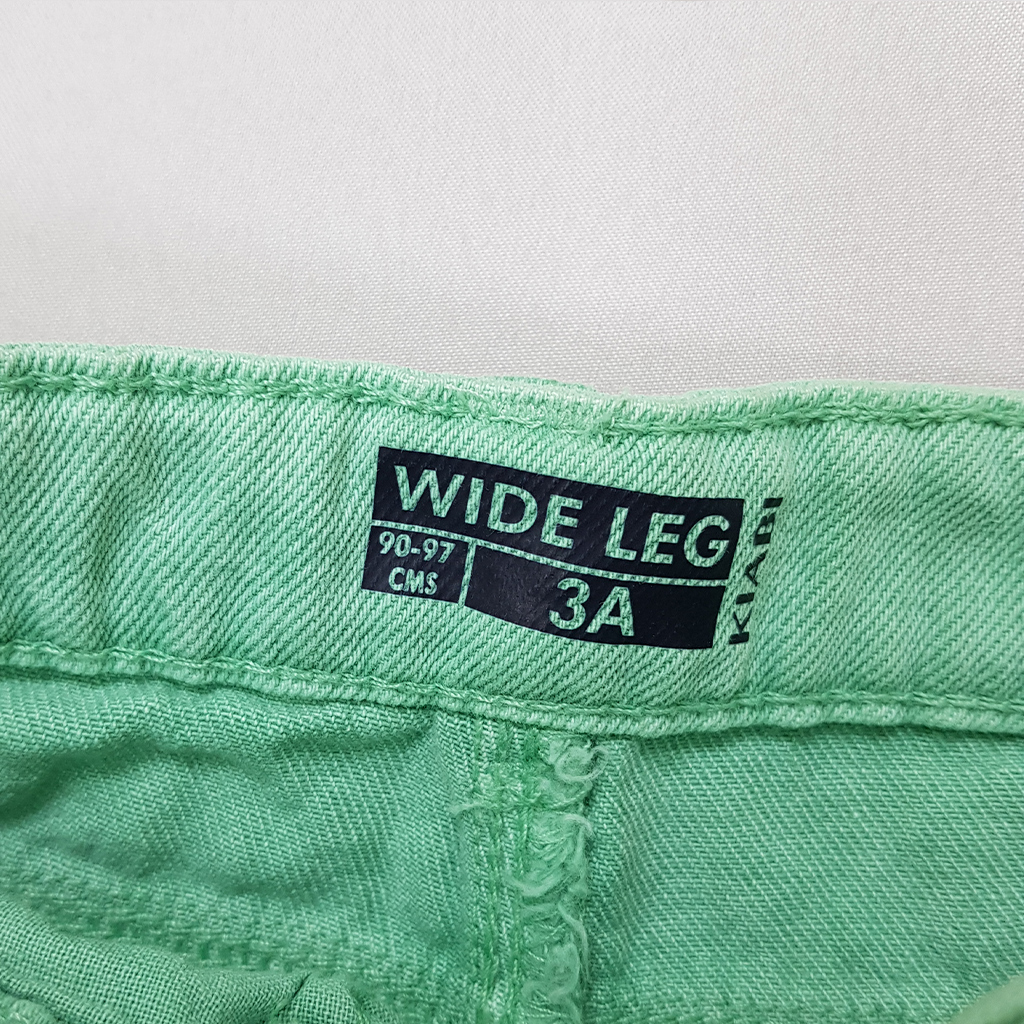 WIDE LEG
90-97
CMS
3A
KIABI